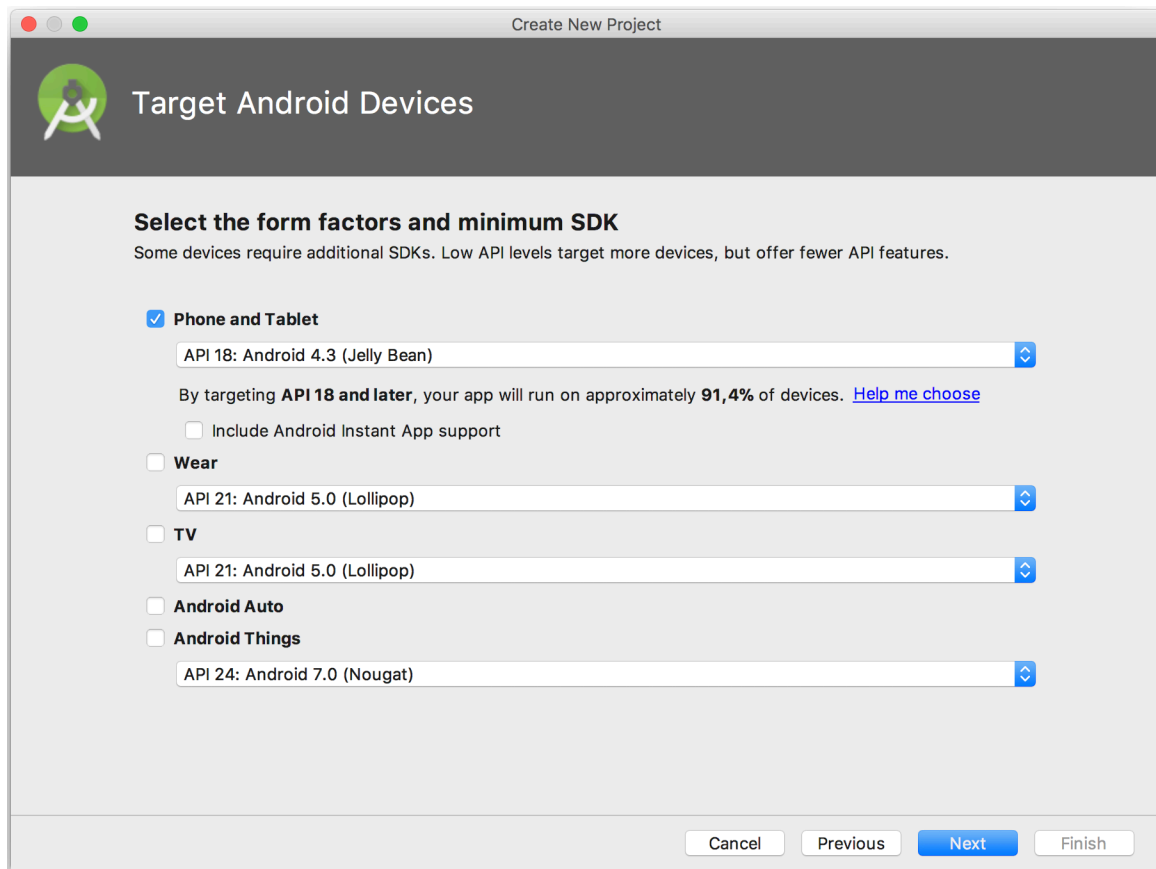 Create New Project
Target Android Devices
Select the form factors and minimum SDK
Some devices require additional SDKs. Low API levels target more devices, but offer fewer API features.
Phone and Tablet
API 18: Android 4.3 (Jelly Bean)
By targeting API 18 and later, your app will run on approximately 91,4% of devices. Help me choose
Include Android Instant App support
Wear
API 21: Android 5.0 (Lollipop)
TV
API 21: Android 5.0 (Lollipop)
Android Auto
Android Things
API 24: Android 7.0 (Nougat)
Cancel Previous Next Finish